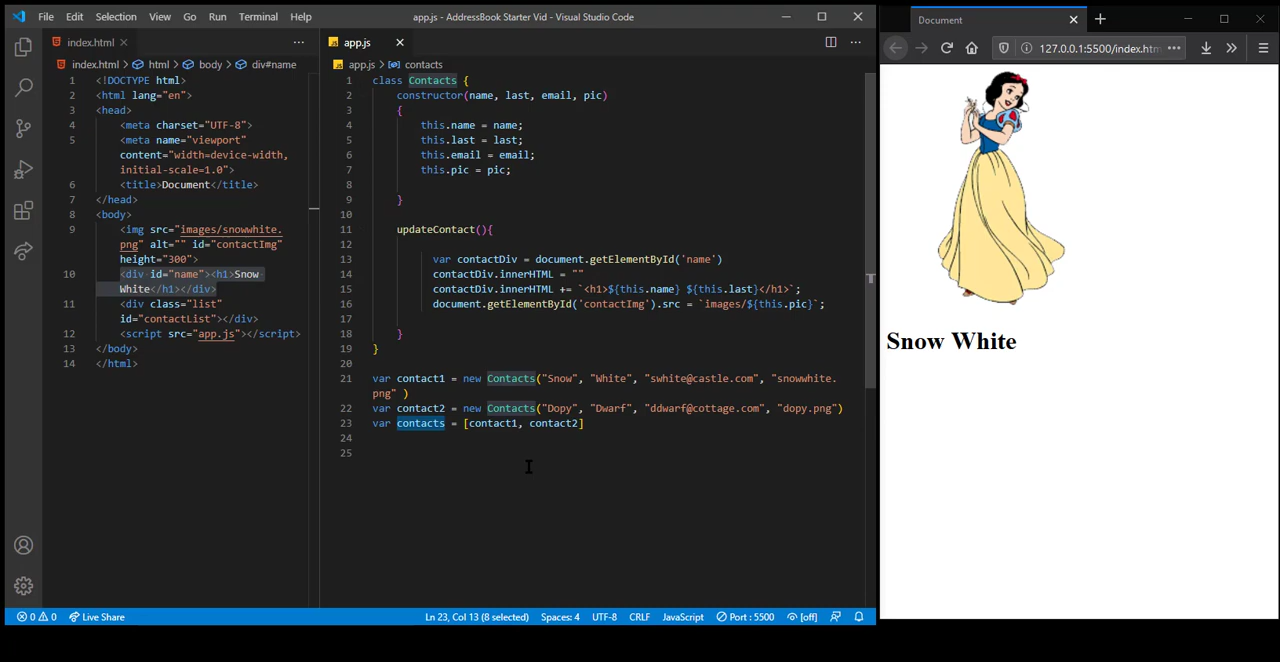 File Edit Selection View Go Run Terminal Help
app.js - AddressBook Starter Vid - Visual Studio Code
index.html
index.html > html > body > div#name
1 <!DOCTYPE html>
2 <html lang="en">
3 <head>
4 <meta charset="UTF-8">
5 <meta name="viewport"
content="width=device-width,
initial-scale=1.0">
6 <title>Document</title>
7 </head>
8 <body>
9 <img src="images/snowwhite.
png" alt="" id="contactImg"
height="300">
10 <div id="name"><h1>Snow
White</h1></div>
11 <div class="list"
id="contactList"></div>
12 <script src="app.js"></script>
13 </body>
14 </html>
app.js
app.js > contacts
1 class Contacts {
2 constructor(name, last, email, pic)
3 {
4 this.name = name;
5 this.last = last;
6 this.email = email;
7 this.pic = pic;
8
9 }
10
11 updateContact(){
12
13 var contactDiv = document.getElementById('name')
14 contactDiv.innerHTML = ""
15 contactDiv.innerHTML += `<h1>${this.name} ${this.last}</h1>`;
16 document.getElementById('contactImg').src = `images/${this.pic}`;
17
18 }
19 }
20
21 var contact1 = new Contacts("Snow", "White", "swhite@castle.com", "snowwhite.
png" )
22 var contact2 = new Contacts("Dopy", "Dwarf", "ddwarf@cottage.com", "dopy.png")
23 var contacts = [contact1, contact2]
24
25
0 0 Live Share
Ln 23, Col 13 (8 selected) Spaces: 4 UTF-8 CRLF JavaScript Port : 5500 [off]
Document
127.0.0.1:5500/index.htm
Snow White